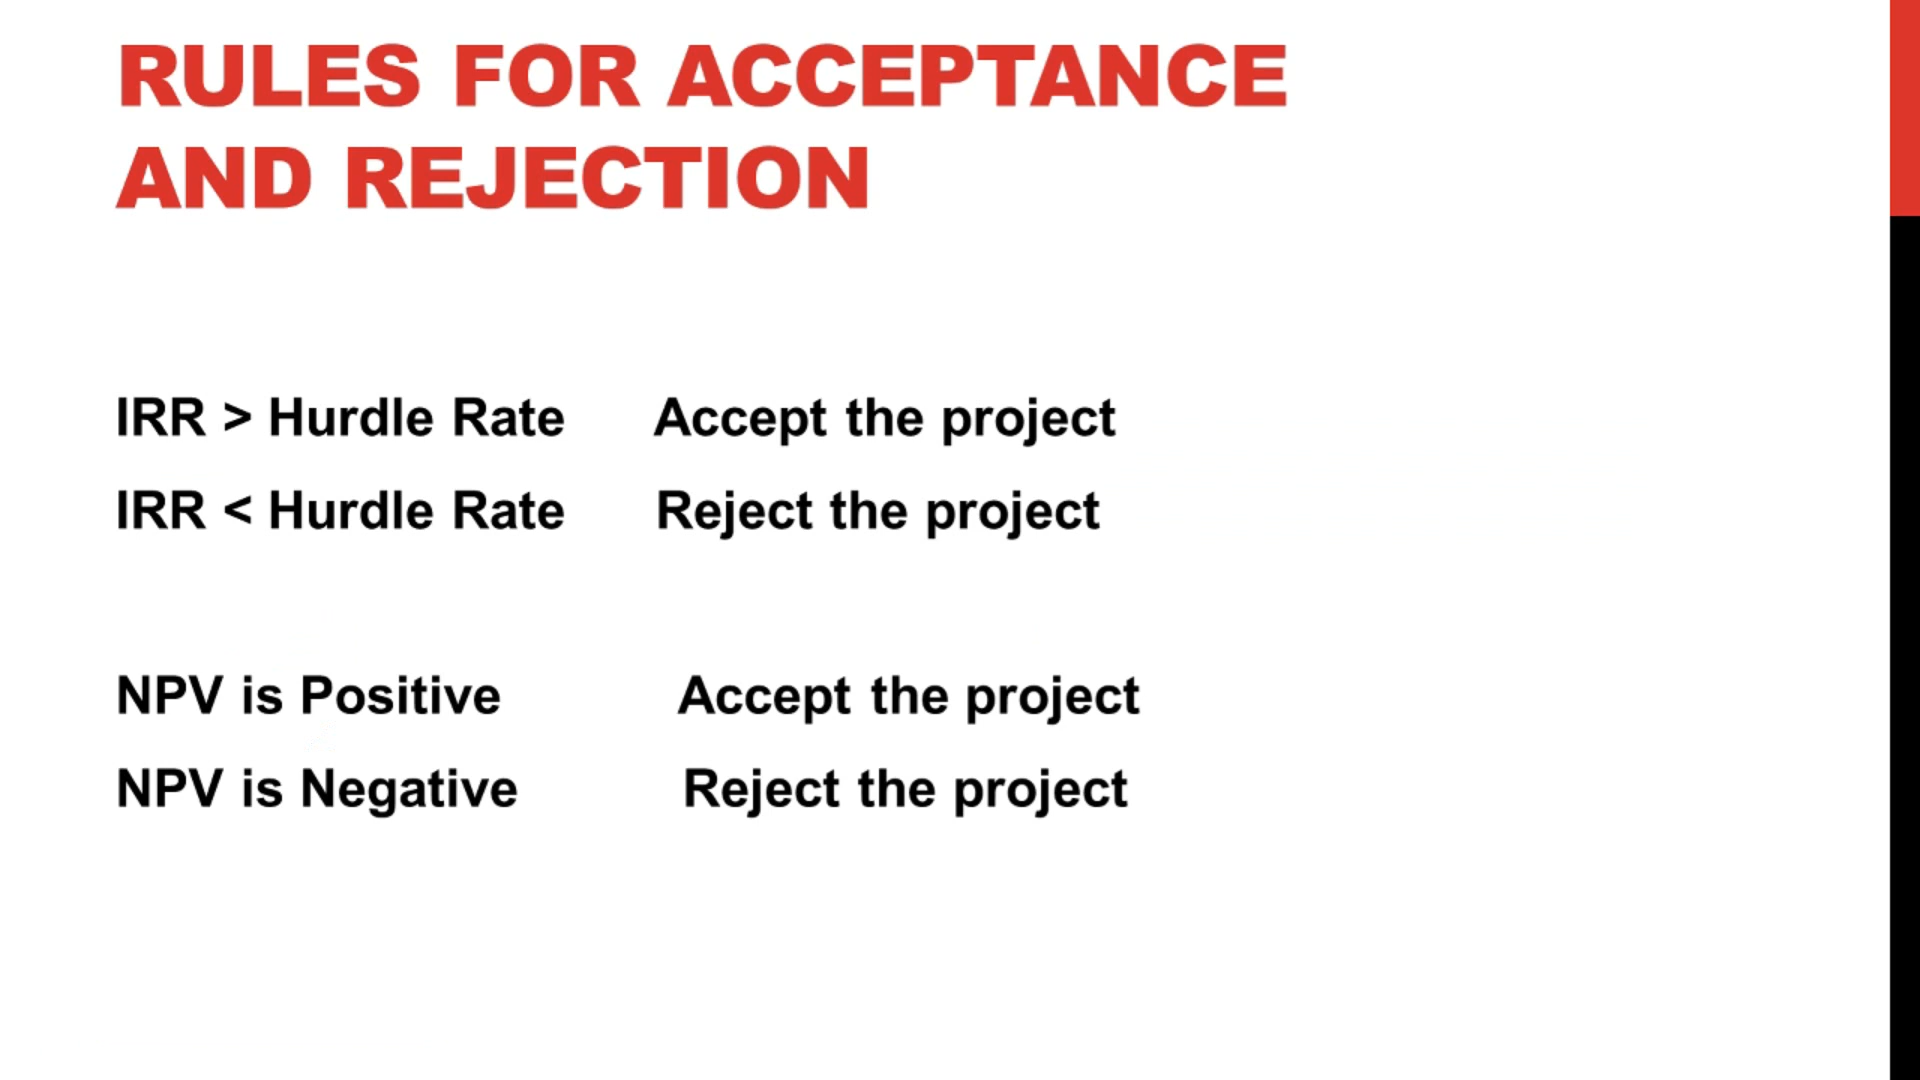 RULES FOR ACCEPTANCE
AND REJECTION
IRR > Hurdle Rate Accept the project
IRR < Hurdle Rate Reject the project
NPV is Positive Accept the project
NPV is Negative Reject the project